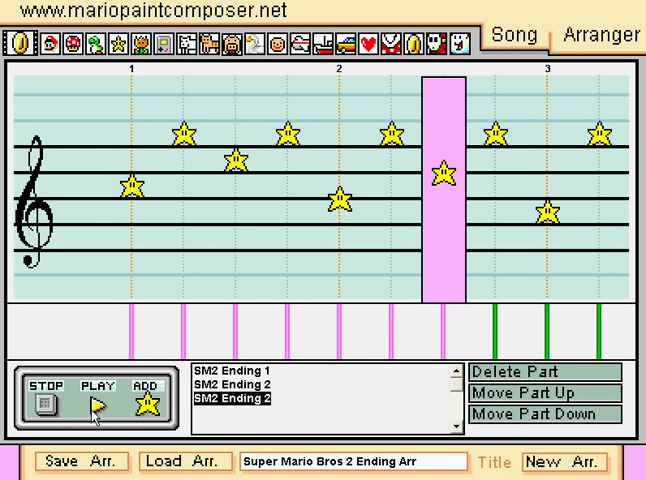 www.mariopaintcomposer.net
Song Arranger
1 2 3
STOP PLAY ADD
SM2 Ending 1
SM2 Ending 2
SM2 Ending 2
Delete Part
Move Part Up
Move Part Down
Save Arr. Load Arr. Super Mario Bros 2 Ending Arr Title New Arr.